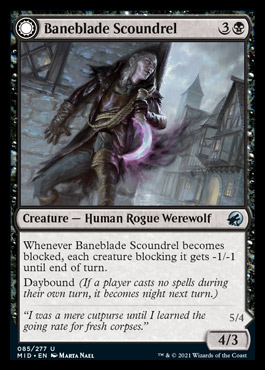 Baneblade Scoundrel 3
Creature — Human Rogue Werewolf
Whenever Baneblade Scoundrel becomes
blocked, each creature blocking it gets -1/-1
until end of turn.
Daybound (If a player casts no spells during
their own turn, it becomes night next turn.)
"I was a mere cutpurse until I learned the
going rate for fresh corpses."
5/4
4/3
085/277 U
MID • EN Marta Nael
™ & © 2021 Wizards of the Coast